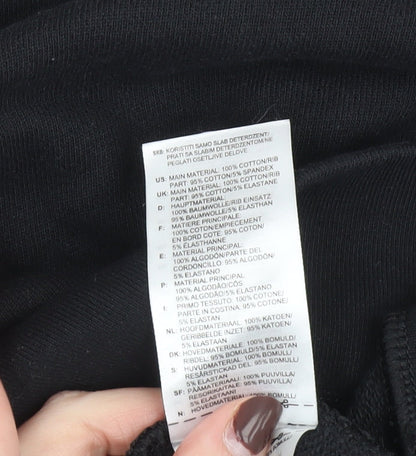 SXB: KORISTITI SAMO SLAB DETERDZENT/
PRATI SA SLABIM DETERDZENTOM/NE
PEGLATI OSETLJIVE DELOVE
US: MAIN MATERIAL: 100% COTTON/RIB
PART: 95% COTTON/5% SPANDEX
UK: MAIN MATERIAL: 100% COTTON/RIB
PART: 95% COTTON/5% ELASTANE
D: HAUPTMATERIAL:
100% BAUMWOLLE/RIB EINSATZ:
95% BAUMWOLLE/5% ELASTHAN
F: MATIERE PRINCIPALE:
100% COTON/EMPIECEMENT
EN BORD COTE: 95% COTON/
5% ELASTHANNE
E: MATERIAL PRINCIPAL:
100% ALGODÓN/PARTE DEL
CORDONCILLO: 95% ALGODÓN/
5% ELASTANO
P: MATERIAL PRINCIPAL:
100% ALGODÃO/CÓS
95% ALGODÃO/5% ELASTANO
I: PRIMO TESSUTO: 100% COTONE/
PARTE IN COSTINA: 95% COTONE/
5% ELASTAN
NL: HOOFDMATERIAAL: 100% KATOEN/
GERIBBELDE INZET: 95% KATOEN/
5% ELASTAAN
DK: HOVEDMATERIALE: 100% BOMULD/
RIBDEL: 95% BOMULD/5% ELASTAN
S: HUVUDMATERIAL: 100% BOMULL/
RESÅRSTICKAD DEL: 95% BOMULL/
5% ELASTAN
SF: PÄÄMATERIAALI: 100% PUUVILLA/
RESORIKAITALE: 95% PUUVILLA/
5% ELASTAANI
N: HOVEDMATERIALE: 100% BOMULL/